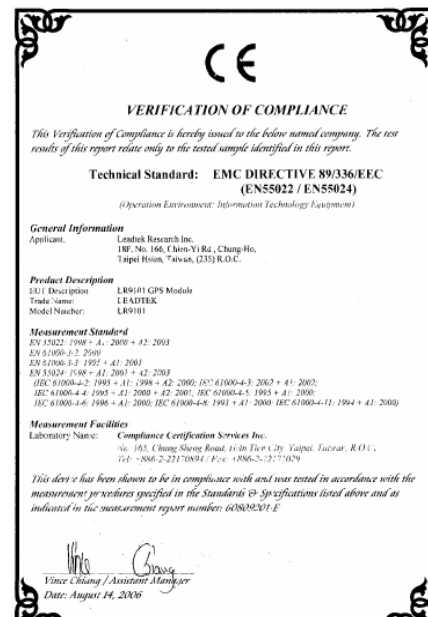 CE
VERIFICATION OF COMPLIANCE
This Verification of Compliance is hereby issued to the below named company. The test
results of this report relate only to the tested sample identified in this report.
Technical Standard: EMC DIRECTIVE 89/336/EEC
(EN55022 / EN55024)
(Operation Environment: Information Technology Equipment)
General Information
Applicant: Leadtek Research Inc.
18F, No. 166, Chien-Yi Rd., Chung-Ho,
Taipei Hsien, Taiwan, (235) R.O.C.
Product Description
EUT Description LR9101 GPS Module
Trade Name: LEADTEK
Model Number: LR9101
Measurement Standard
EN 55022: 1998 + A1: 2000 + A2: 2003
EN 61000-3-2: 2000
EN 61000-3-3: 1995 + A1: 2001
EN 55024: 1998 + A1: 2001 + A2: 2003
(IEC 61000-4-2: 1995 + A1: 1998 + A2: 2000; IEC 61000-4-3: 2002 + A1: 2002;
IEC 61000-4-4: 1995 + A1: 2000 + A2: 2001; IEC 61000-4-5: 1995 + A1: 2000;
IEC 61000-4-6: 1996 + A1: 2000; IEC 61000-4-8: 1993 + A1: 2000; IEC 61000-4-11: 1994 + A1: 2000)
Measurement Facilities
Laboratory Name: Compliance Certification Services Inc.
No. 165, Chung Sheng Road, Hsin Tien City, Taipei, Taiwan, R.O.C.
Tel: +886-2-22170894 / Fax: +886-2-22171029
This device has been shown to be in compliance with and was tested in accordance with the
measurement procedures specified in the Standards & Specifications listed above and as
indicated in the measurement report number: 60809201-E
Vince Chiang
Vince Chiang / Assistant Manager
Date: August 14, 2006